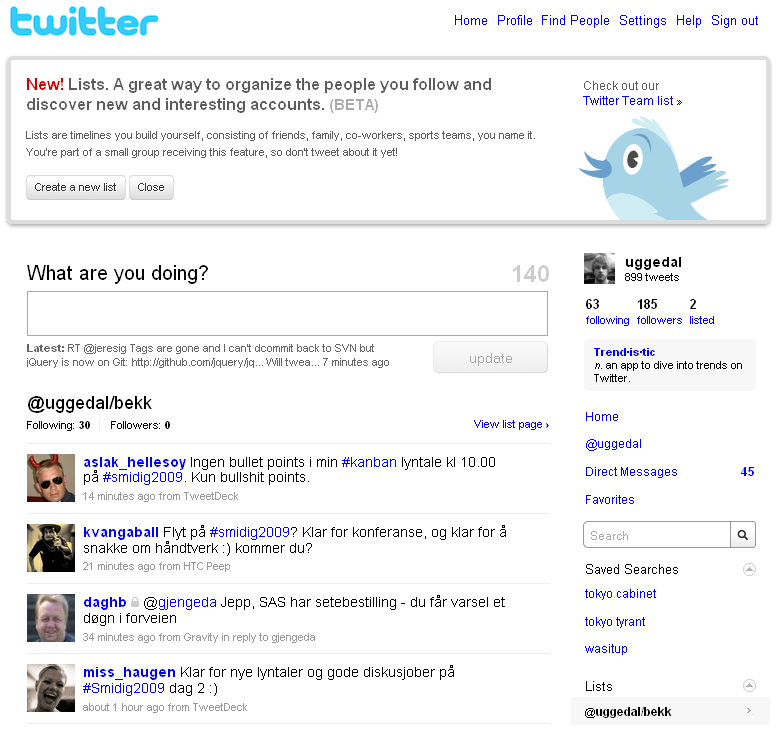 twitter
Home Profile Find People Settings Help Sign out
New! Lists. A great way to organize the people you follow and
discover new and interesting accounts. (BETA)
Lists are timelines you build yourself, consisting of friends, family, co-workers, sports teams, you name it.
You're part of a small group receiving this feature, so don't tweet about it yet!
Create a new list Close
Check out our
Twitter Team list »
What are you doing? 140
Latest: RT @jeresig Tags are gone and I can't dcommit back to SVN but
jQuery is now on Git: http://github.com/jquery/jq... Will twea... 7 minutes ago
update
@uggedal/bekk
Following: 30 Followers: 0 View list page ›
aslak_hellesoy Ingen bullet points i min #kanban lyntale kl 10.00
på #smidig2009. Kun bullshit points.
14 minutes ago from TweetDeck
kvangaball Flyt på #smidig2009? Klar for konferanse, og klar for å
snakke om håndtverk :) kommer du?
21 minutes ago from HTC Peep
daghb @gjengeda Jepp, SAS har setebestilling - du får varsel et
døgn i forveien
34 minutes ago from Gravity in reply to gjengeda
miss_haugen Klar for nye lyntaler og gode diskusjober på
#Smidig2009 dag 2 :)
about 1 hour ago from TweetDeck
uggedal
899 tweets
63 185 2
following followers listed
Trend·is·tic
n. an app to dive into trends on
Twitter.
Home
@uggedal
Direct Messages 45
Favorites
Search
Saved Searches
tokyo cabinet
tokyo tyrant
wasitup
Lists
@uggedal/bekk ›